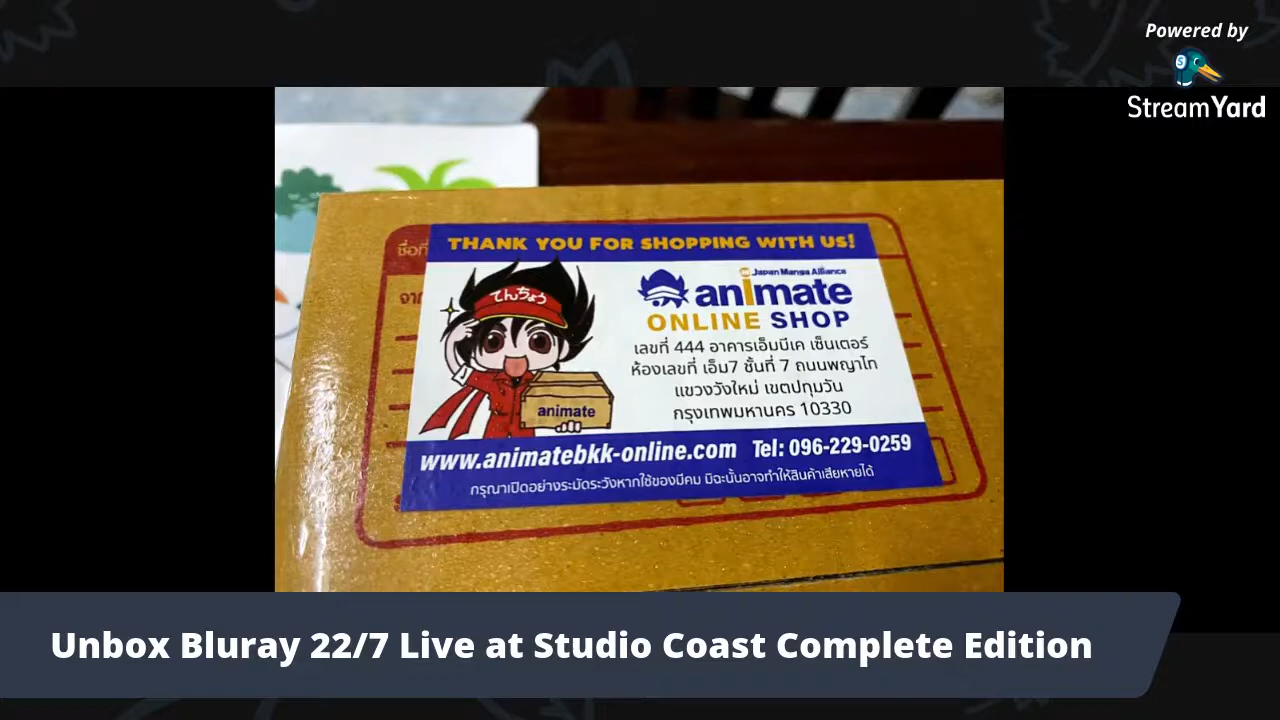 Powered by
StreamYard
ชื่อที่
THANK YOU FOR SHOPPING WITH US!
จาก
てんちょう
Japan Manga Alliance
animate
ONLINE SHOP
เลขที่ 444 อาคารเอ็มบีเค เซ็นเตอร์
ห้องเลขที่ เอ็ม7 ชั้นที่ 7 ถนนพญาไท
แขวงวังใหม่ เขตปทุมวัน
กรุงเทพมหานคร 10330
animate
www.animatebkk-online.com Tel: 096-229-0259
กรุณาเปิดอย่างระมัดระวังหากใช้ของมีคม มิฉะนั้นอาจทำให้สินค้าเสียหายได้
Unbox Bluray 22/7 Live at Studio Coast Complete Edition